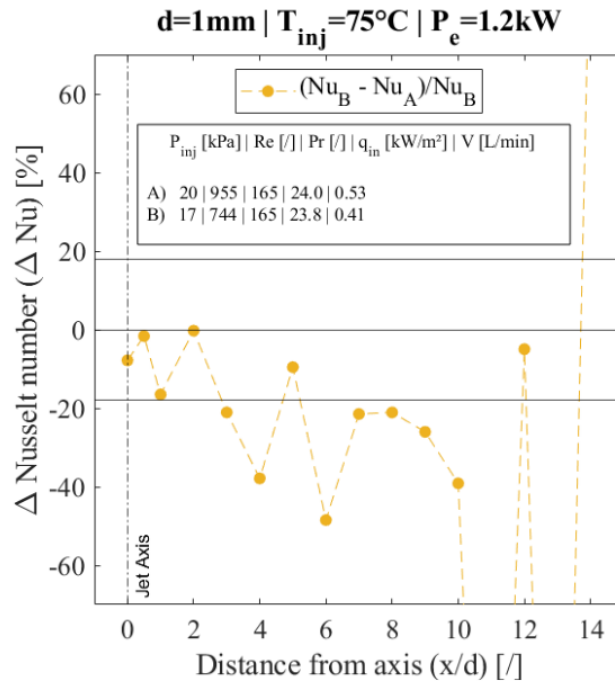 d=1mm | T_inj=75°C | P_e=1.2kW
(Nu_B - Nu_A)/Nu_B
P_inj [kPa] | Re [/] | Pr [/] | q_in [kW/m²] | V [L/min]
A) 20 | 955 | 165 | 24.0 | 0.53
B) 17 | 744 | 165 | 23.8 | 0.41
Δ Nusselt number (Δ Nu) [%]
60
40
20
0
-20
-40
-60
Jet Axis
0 2 4 6 8 10 12 14
Distance from axis (x/d) [/]